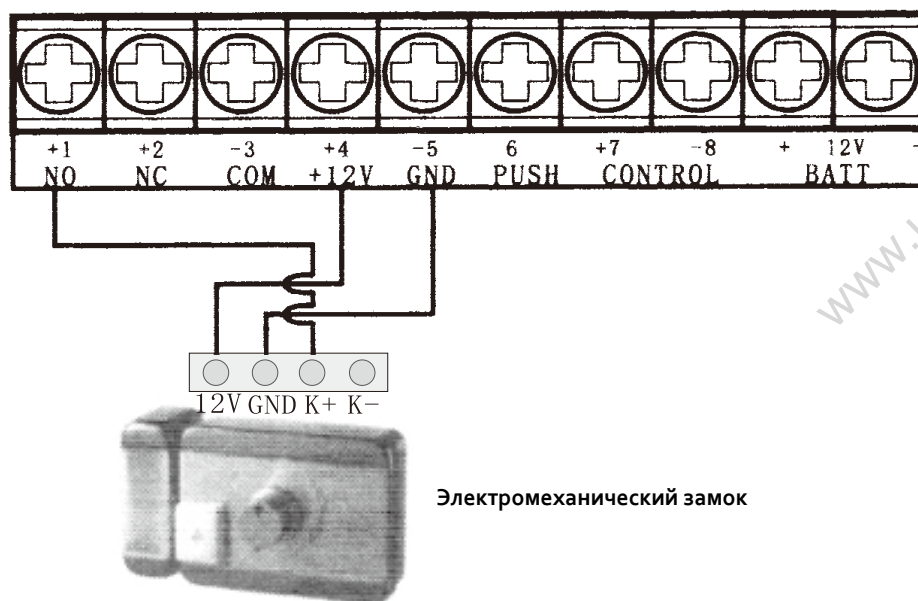 +1 +2 -3 +4 -5 6 +7 -8 + 12V -
NO NC COM +12V GND PUSH CONTROL BATT
www.
12V GND K+ K-
Электромеханический замок